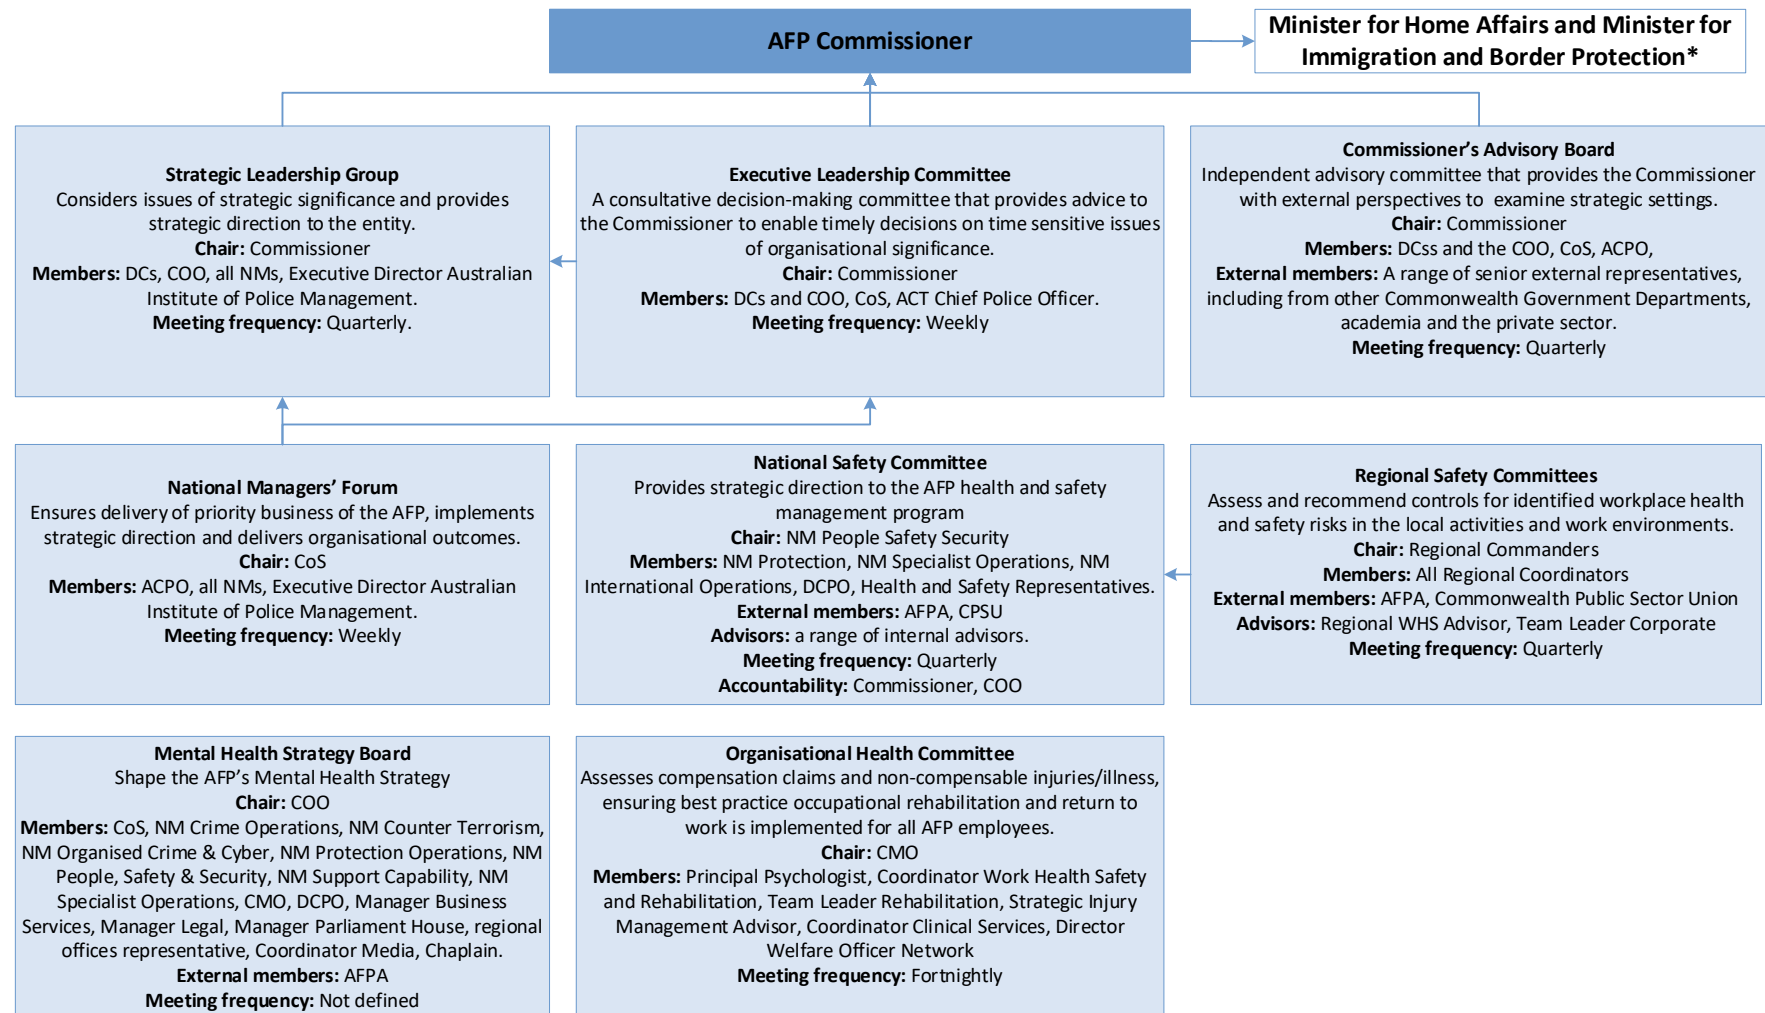 AFP Commissioner
Minister for Home Affairs and Minister for
Immigration and Border Protection*
Strategic Leadership Group
Considers issues of strategic significance and provides
strategic direction to the entity.
Chair: Commissioner
Members: DCs, COO, all NMs, Executive Director Australian
Institute of Police Management.
Meeting frequency: Quarterly.
Executive Leadership Committee
A consultative decision-making committee that provides advice to
the Commissioner to enable timely decisions on time sensitive issues
of organisational significance.
Chair: Commissioner
Members: DCs and COO, CoS, ACT Chief Police Officer.
Meeting frequency: Weekly
Commissioner's Advisory Board
Independent advisory committee that provides the Commissioner
with external perspectives to examine strategic settings.
Chair: Commissioner
Members: DCss and the COO, CoS, ACPO,
External members: A range of senior external representatives,
including from other Commonwealth Government Departments,
academia and the private sector.
Meeting frequency: Quarterly
National Managers' Forum
Ensures delivery of priority business of the AFP, implements
strategic direction and delivers organisational outcomes.
Chair: CoS
Members: ACPO, all NMs, Executive Director Australian
Institute of Police Management.
Meeting frequency: Weekly
National Safety Committee
Provides strategic direction to the AFP health and safety
management program
Chair: NM People Safety Security
Members: NM Protection, NM Specialist Operations, NM
International Operations, DCPO, Health and Safety Representatives.
External members: AFPA, CPSU
Advisors: a range of internal advisors.
Meeting frequency: Quarterly
Accountability: Commissioner, COO
Regional Safety Committees
Assess and recommend controls for identified workplace health
and safety risks in the local activities and work environments.
Chair: Regional Commanders
Members: All Regional Coordinators
External members: AFPA, Commonwealth Public Sector Union
Advisors: Regional WHS Advisor, Team Leader Corporate
Meeting frequency: Quarterly
Mental Health Strategy Board
Shape the AFP's Mental Health Strategy
Chair: COO
Members: CoS, NM Crime Operations, NM Counter Terrorism,
NM Organised Crime & Cyber, NM Protection Operations, NM
People, Safety & Security, NM Support Capability, NM
Specialist Operations, CMO, DCPO, Manager Business
Services, Manager Legal, Manager Parliament House, regional
offices representative, Coordinator Media, Chaplain.
External members: AFPA
Meeting frequency: Not defined
Organisational Health Committee
Assesses compensation claims and non-compensable injuries/illness,
ensuring best practice occupational rehabilitation and return to
work is implemented for all AFP employees.
Chair: CMO
Members: Principal Psychologist, Coordinator Work Health Safety
and Rehabilitation, Team Leader Rehabilitation, Strategic Injury
Management Advisor, Coordinator Clinical Services, Director
Welfare Officer Network
Meeting frequency: Fortnightly